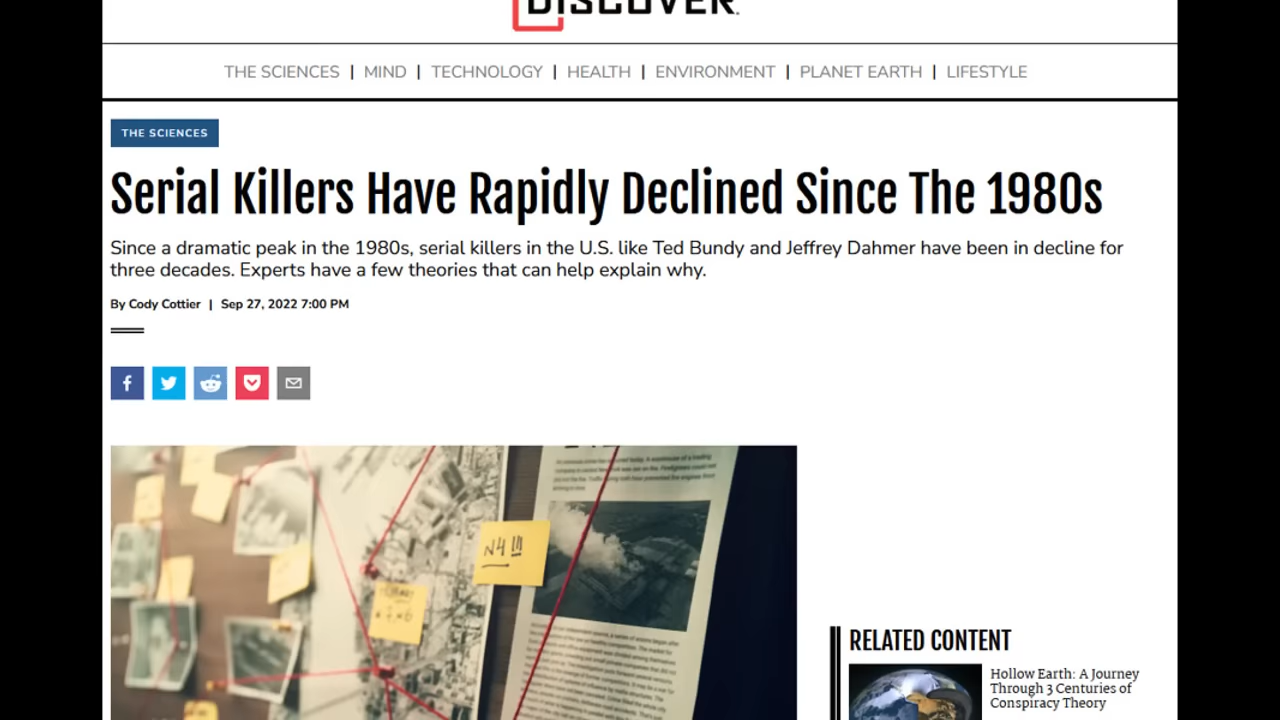 DISCOVER
THE SCIENCES | MIND | TECHNOLOGY | HEALTH | ENVIRONMENT | PLANET EARTH | LIFESTYLE
THE SCIENCES
Serial Killers Have Rapidly Declined Since The 1980s
Since a dramatic peak in the 1980s, serial killers in the U.S. like Ted Bundy and Jeffrey Dahmer have been in decline for
three decades. Experts have a few theories that can help explain why.
By Cody Cottier | Sep 27, 2022 7:00 PM
N4 !!!
RELATED CONTENT
Hollow Earth: A Journey
Through 3 Centuries of
Conspiracy Theory